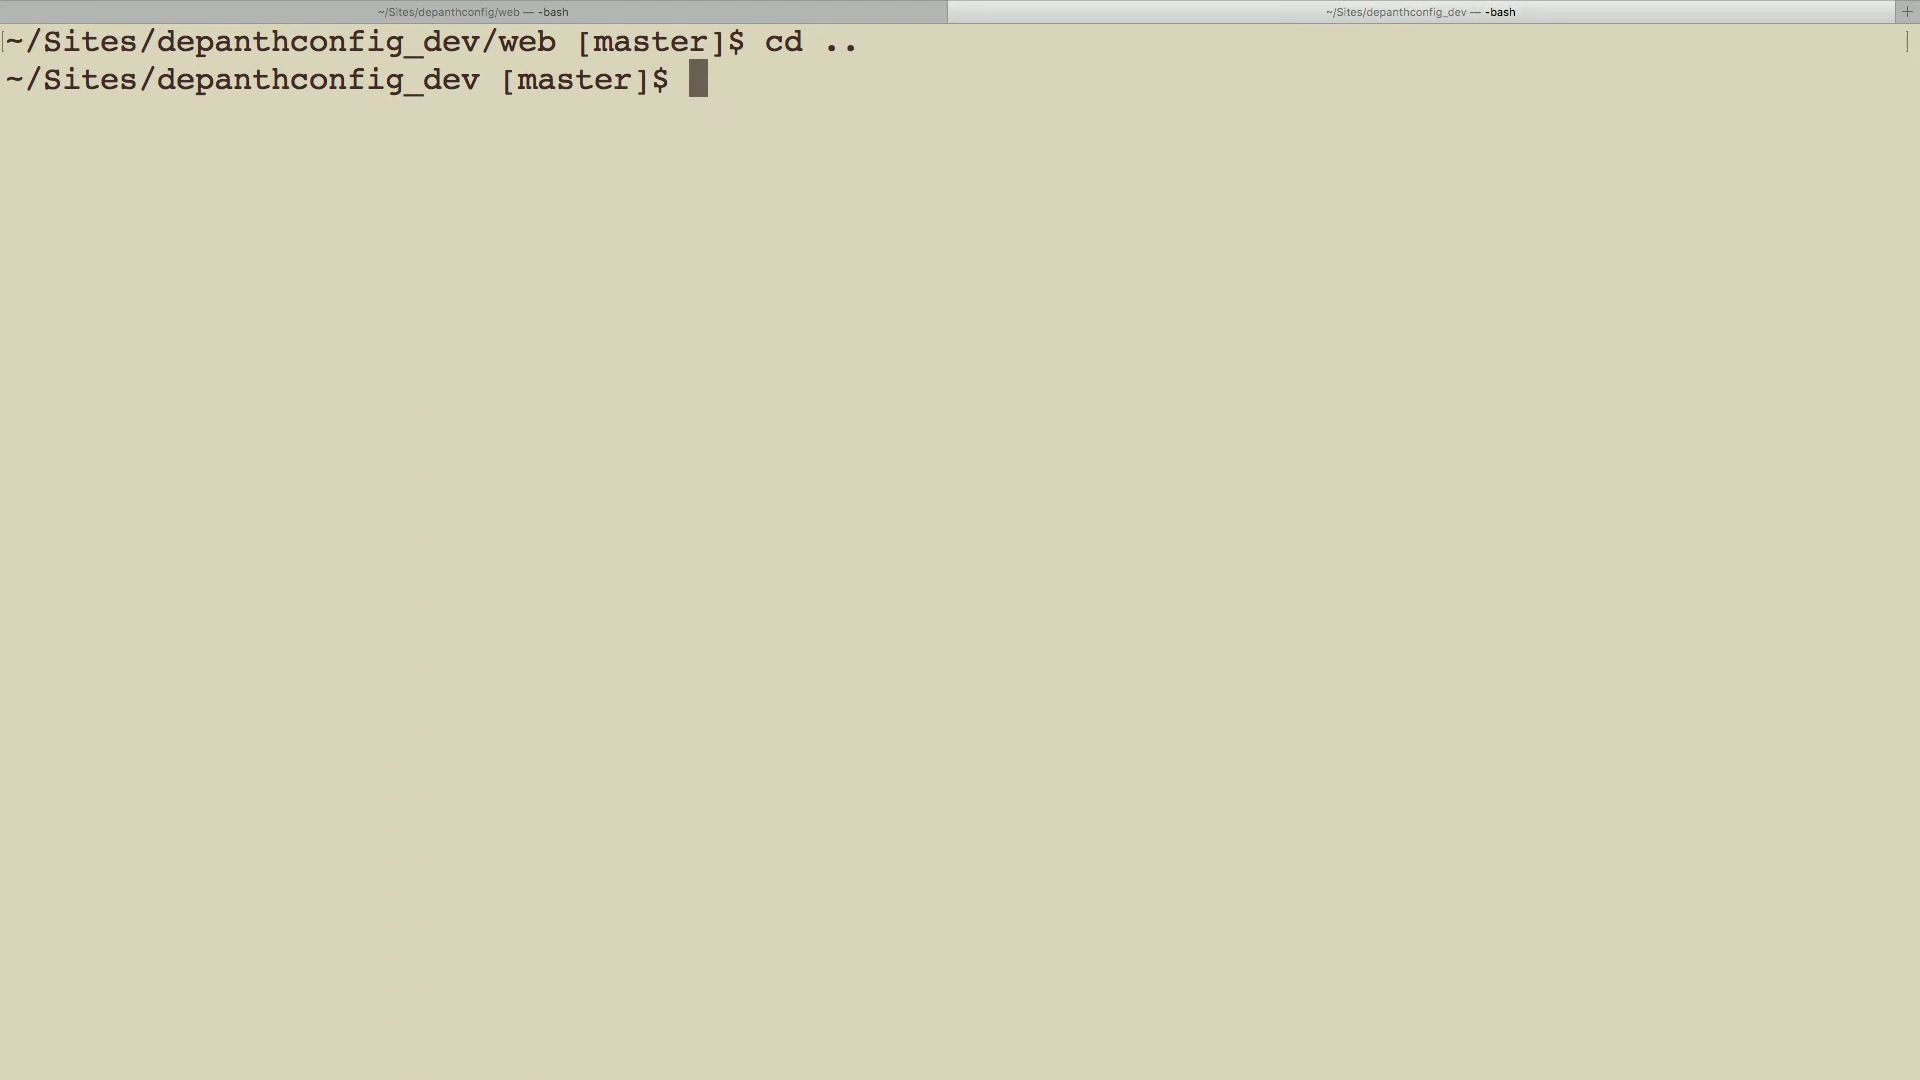 ~/Sites/depanthconfig/web — -bash
~/Sites/depanthconfig_dev — -bash
+
[~/Sites/depanthconfig_dev/web [master]$ cd .. ]
~/Sites/depanthconfig_dev [master]$